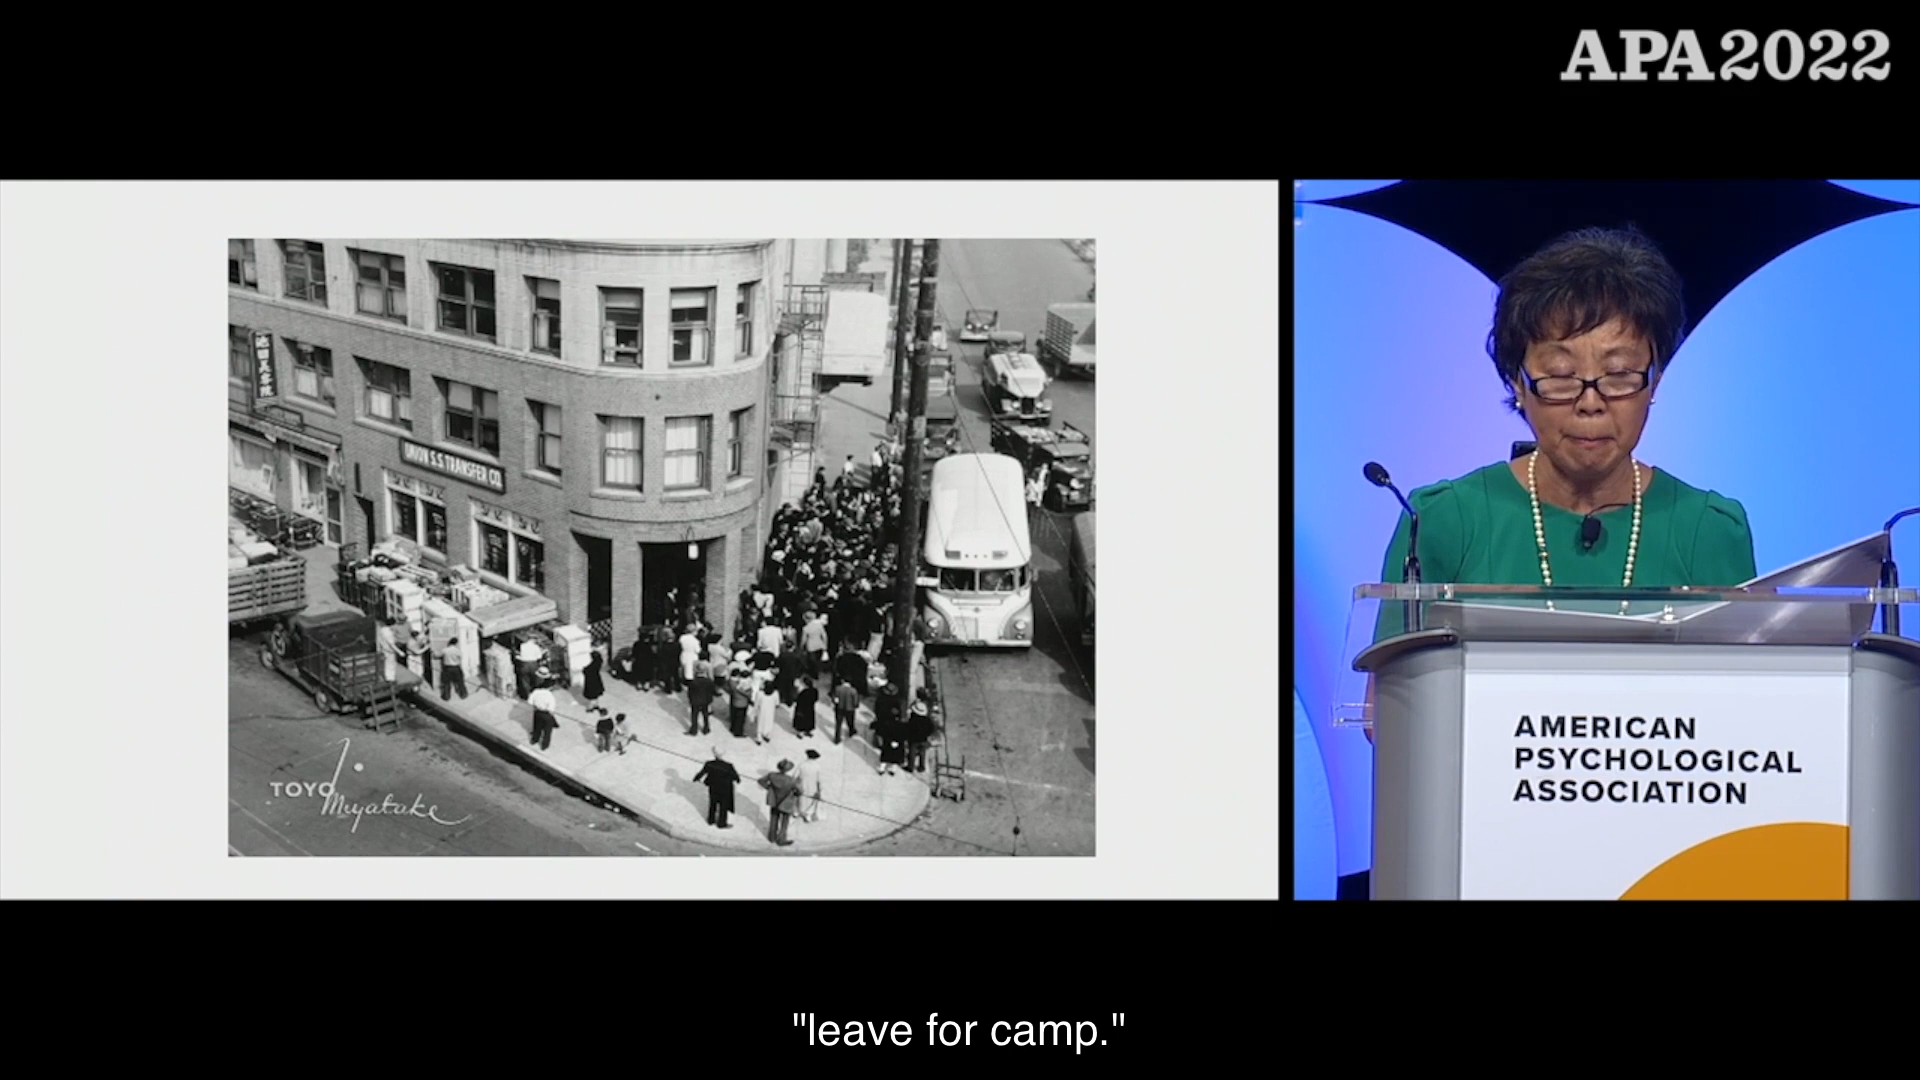 APA2022
UNION S.S. TRANSFER CO.
TOYO
Miyatake
AMERICAN
PSYCHOLOGICAL
ASSOCIATION
"leave for camp."